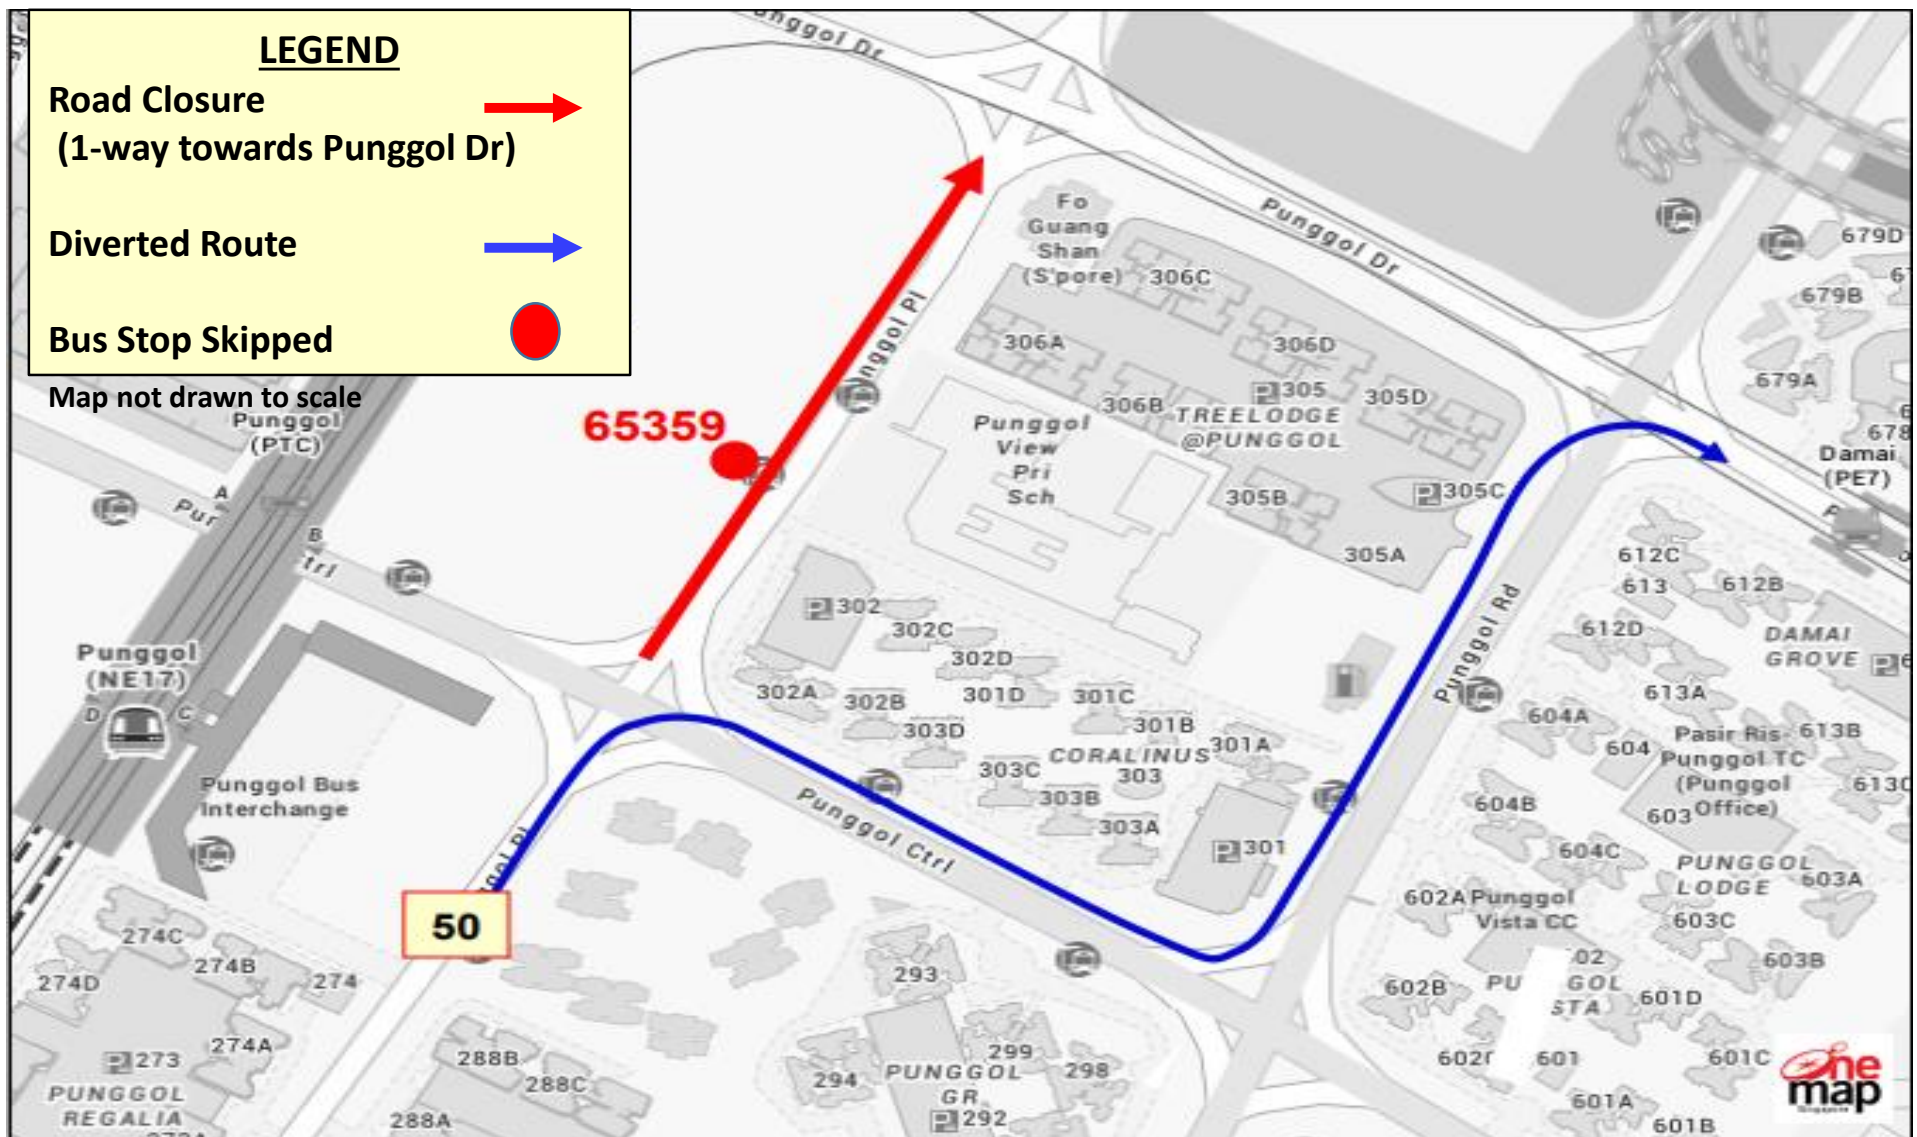 LEGEND
Road Closure
(1-way towards Punggol Dr)
Diverted Route
Bus Stop Skipped
Map not drawn to scale
Punggol Dr
Fo
Guang
Shan
(S'pore)
Punggol Dr
679D
679B
679A
306C
306A
306D
306B
305
305D
TREELODGE
@PUNGGOL
305B
305C
305A
Damai
(PE7)
65359
Punggol
View
Pri
Sch
Punggol
(PTC)
A
B
Ctrl
Punggol
(NE17)
D
C
Punggol Bus
Interchange
302
302C
302D
302A
302B
301D
301C
301B
303D
301A
CORALINUS
303C
303
303B
303A
301
Punggol Ctrl
Punggol Rd
612C
613
612B
612D
DAMAI
GROVE
613A
604A
604
Pasir Ris-
Punggol TC
(Punggol
Office)
613B
613C
604B
603
604C
PUNGGOL
LODGE
603A
602A
Punggol
Vista CC
603C
603B
602B
601D
601
601C
601A
601B
50
274C
274B
274D
274
274A
273
PUNGGOL
REGALIA
288B
288C
288A
293
294
299
298
PUNGGOL
GR
292
One
map